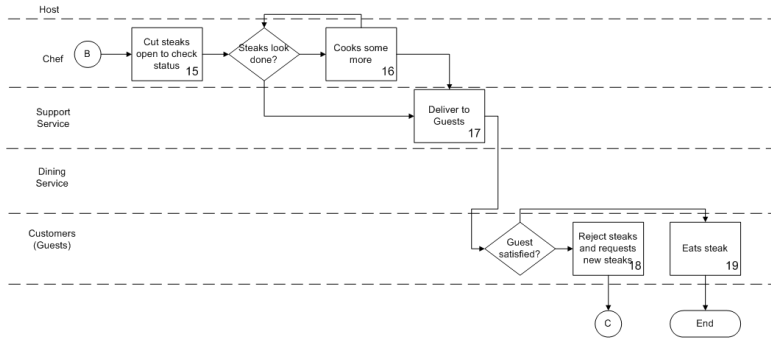 Host
Chef
B
Cut steaks
open to check
status
15
Steaks look
done?
Cooks some
more
16
Support
Service
Deliver to
Guests
17
Dining
Service
Customers
(Guests)
Guest
satisfied?
Reject steaks
and requests
new steaks
18
Eats steak
19
C
End